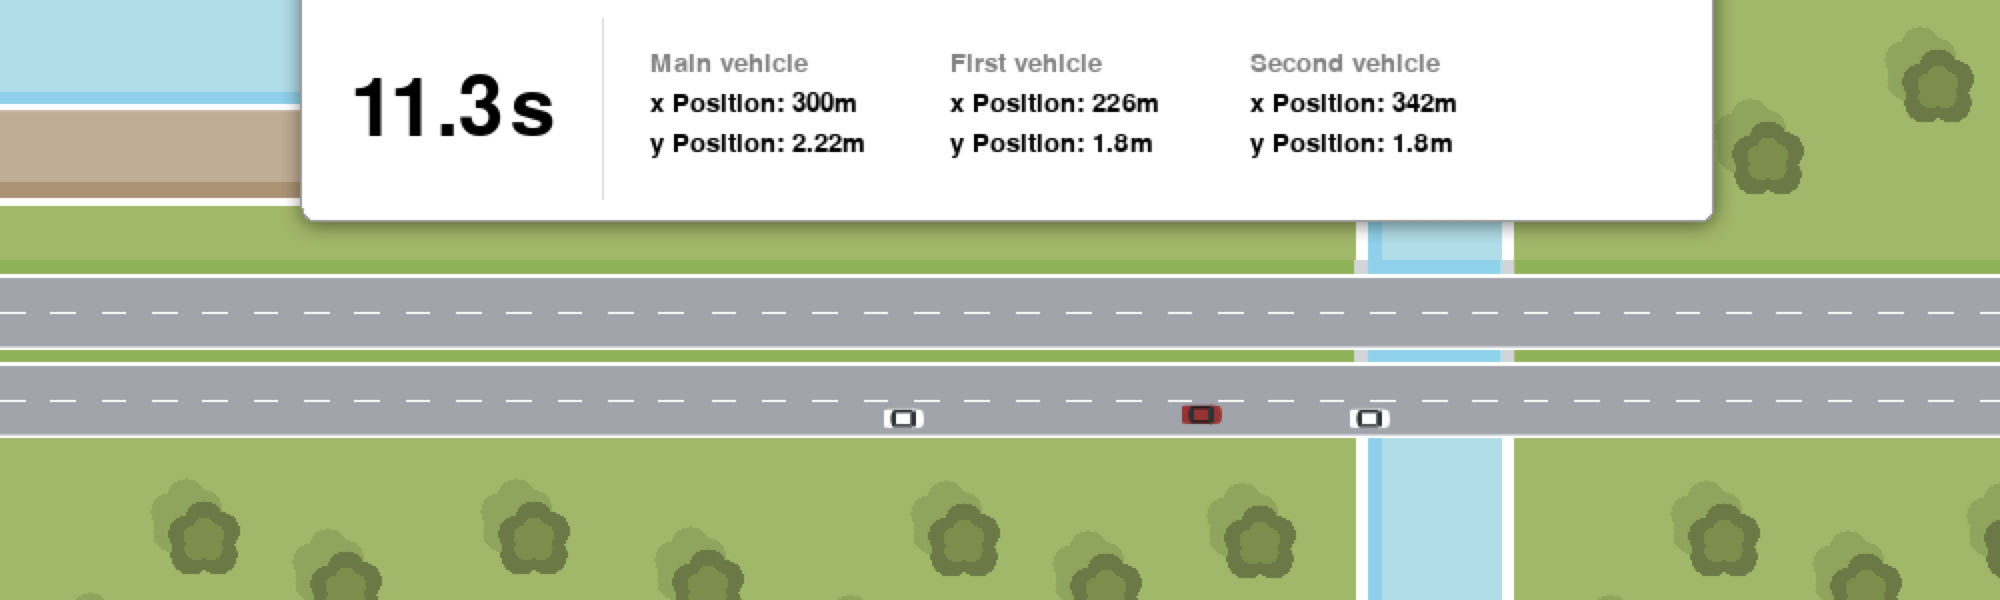 11.3s
Main vehicle
x Position: 300m
y Position: 2.22m
First vehicle
x Position: 226m
y Position: 1.8m
Second vehicle
x Position: 342m
y Position: 1.8m